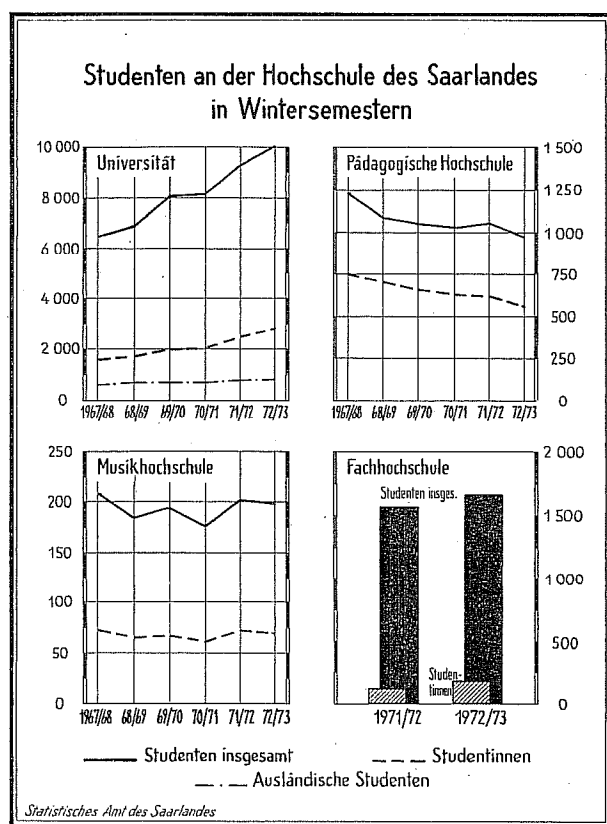 Studenten an der Hochschule des Saarlandes
in Wintersemestern
Universität
10 000
8 000
6 000
4 000
2 000
0
1967/68 68/69 69/70 70/71 71/72 72/73
Pädagogische Hochschule
1 500
1 250
1 000
750
500
250
0
1967/68 68/69 69/70 70/71 71/72 72/73
Musikhochschule
250
200
150
100
50
0
1967/68 68/69 69/70 70/71 71/72 72/73
Fachhochschule
2 000
1 500
1 000
500
0
Studenten insges.
Studen-
tinnen
1971/72 1972/73
Studenten insgesamt
Studentinnen
Ausländische Studenten
Statistisches Amt des Saarlandes